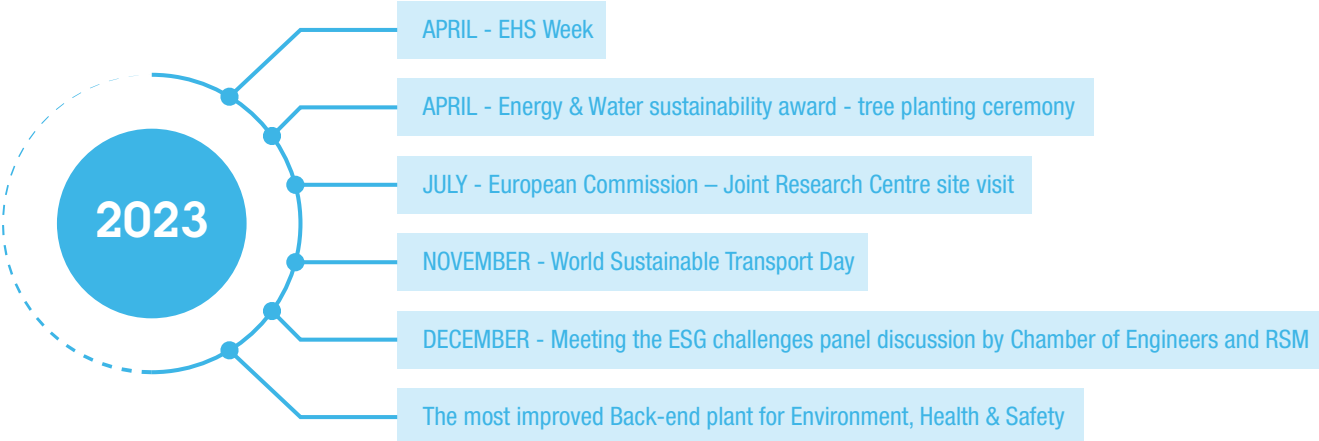 APRIL - EHS Week
APRIL - Energy & Water sustainability award - tree planting ceremony
JULY - European Commission – Joint Research Centre site visit
2023
NOVEMBER - World Sustainable Transport Day
DECEMBER - Meeting the ESG challenges panel discussion by Chamber of Engineers and RSM
The most improved Back-end plant for Environment, Health & Safety